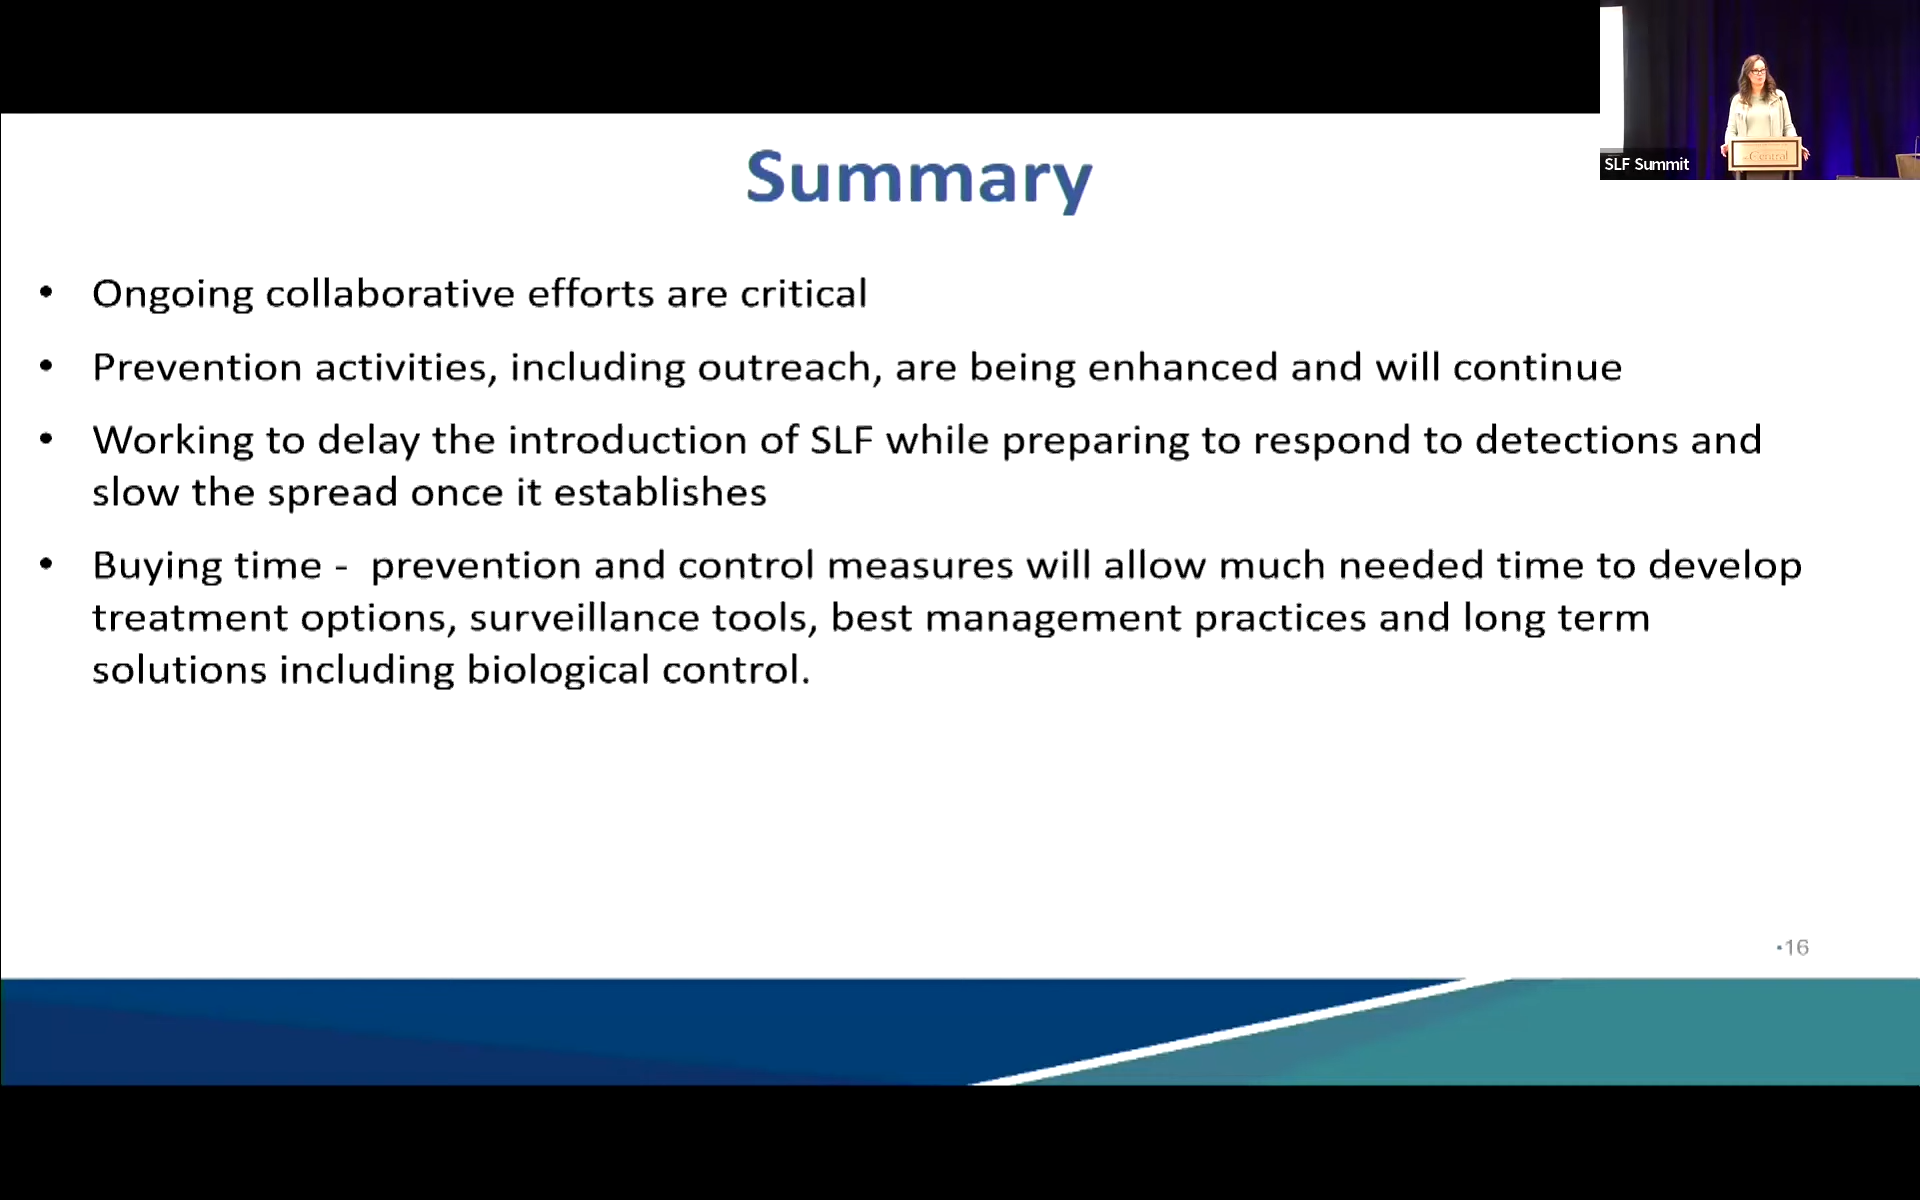 Summary
SLF Summit
Central
• Ongoing collaborative efforts are critical
• Prevention activities, including outreach, are being enhanced and will continue
• Working to delay the introduction of SLF while preparing to respond to detections and
slow the spread once it establishes
• Buying time -  prevention and control measures will allow much needed time to develop
treatment options, surveillance tools, best management practices and long term
solutions including biological control.
•16